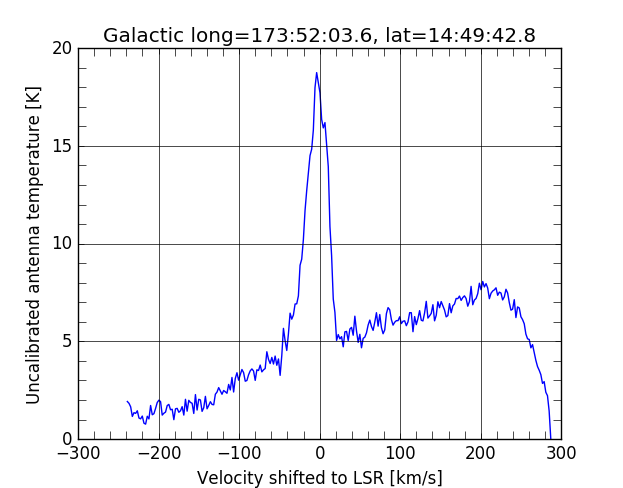 Galactic long=173:52:03.6, lat=14:49:42.8
Uncalibrated antenna temperature [K]
20
15
10
5
0
−300 −200 −100 0 100 200 300
Velocity shifted to LSR [km/s]